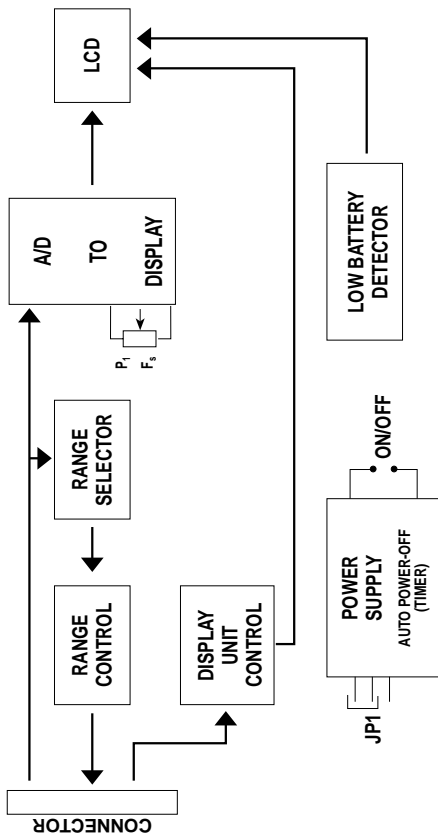 CONNECTOR
RANGE
CONTROL
RANGE
SELECTOR
A/D
TO
DISPLAY
P1
Fs
LCD
DISPLAY
UNIT
CONTROL
JP1
POWER
SUPPLY
AUTO POWER-OFF
(TIMER)
ON/OFF
LOW BATTERY
DETECTOR